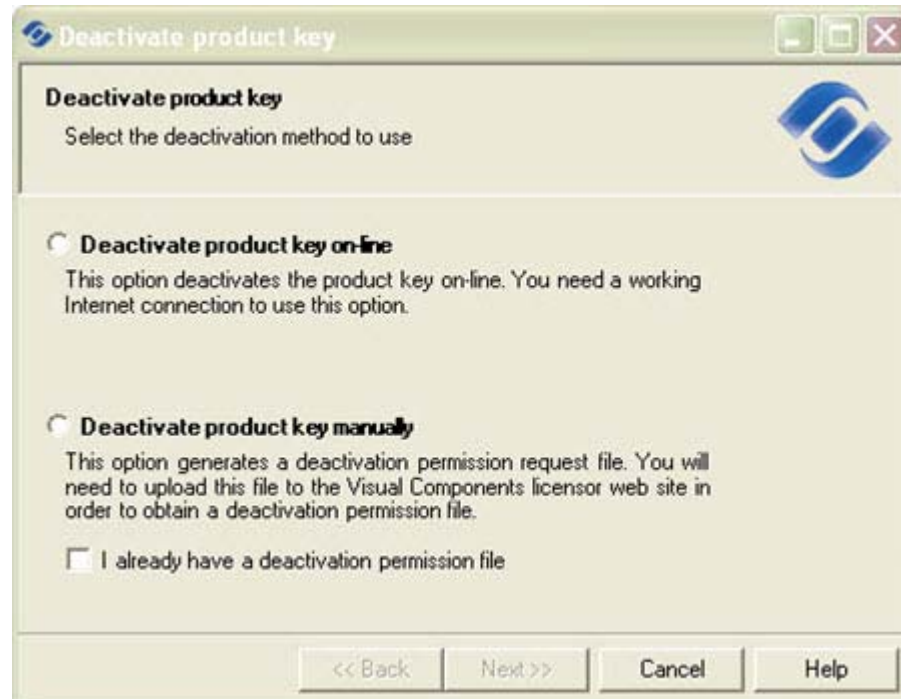 Deactivate product key
Deactivate product key
Select the deactivation method to use
Deactivate product key on-line
This option deactivates the product key on-line. You need a working
Internet connection to use this option.
Deactivate product key manually
This option generates a deactivation permission request file. You will
need to upload this file to the Visual Components licensor web site in
order to obtain a deactivation permission file.
I already have a deactivation permission file
<< Back Next >> Cancel Help